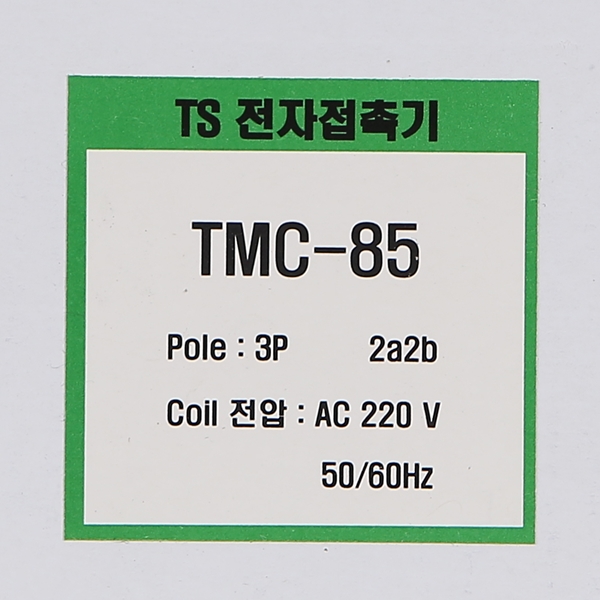 TS 전자접촉기
TMC-85
Pole : 3P 2a2b
Coil 전압 : AC 220 V
50/60Hz